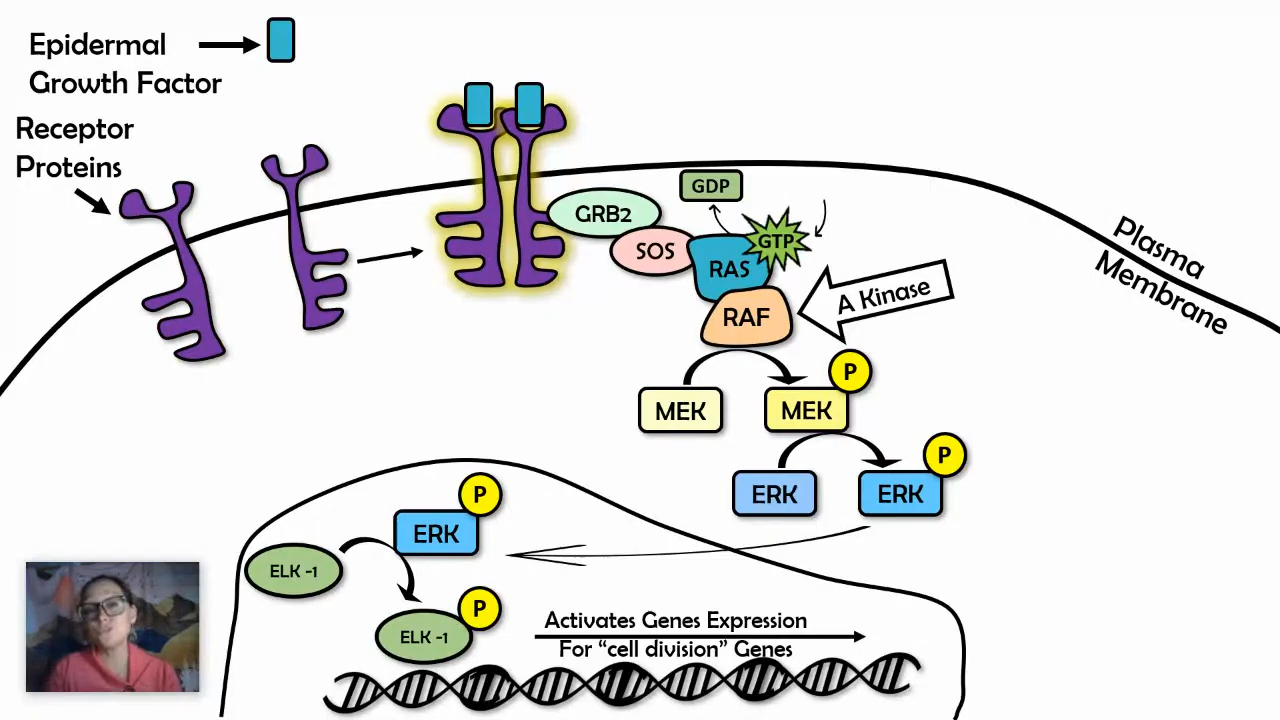 Epidermal
Growth Factor
Receptor
Proteins
GDP
GRB2
GTP
SOS
RAS
Plasma
Membrane
A Kinase
RAF
P
MEK
MEK
P
ERK
ERK
P
ERK
ELK -1
P
ELK -1
Activates Genes Expression
For “cell division” Genes